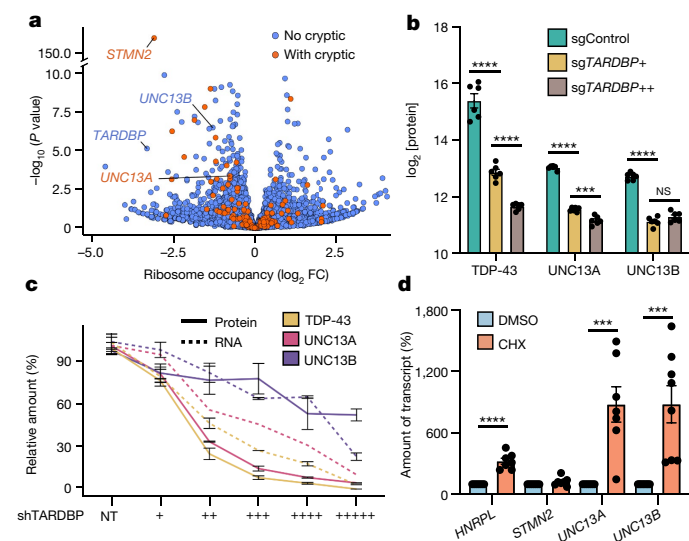 a
150.0
10.0
7.5
5.0
2.5
0
–log10 (P value)
STMN2
UNC13B
TARDBP
UNC13A
No cryptic
With cryptic
–5.0
–2.5
0
2.5
Ribosome occupancy (log2 FC)
b
18
16
14
12
10
log2 [protein]
sgControl
sgTARDBP+
sgTARDBP++
****
****
****
***
****
NS
TDP-43
UNC13A
UNC13B
c
Protein
RNA
TDP-43
UNC13A
UNC13B
90
60
30
0
Relative amount (%)
shTARDBP
NT
+
++
+++
++++
+++++
d
1,800
1,200
600
0
Amount of transcript (%)
DMSO
CHX
****
***
***
HNRPL
STMN2
UNC13A
UNC13B